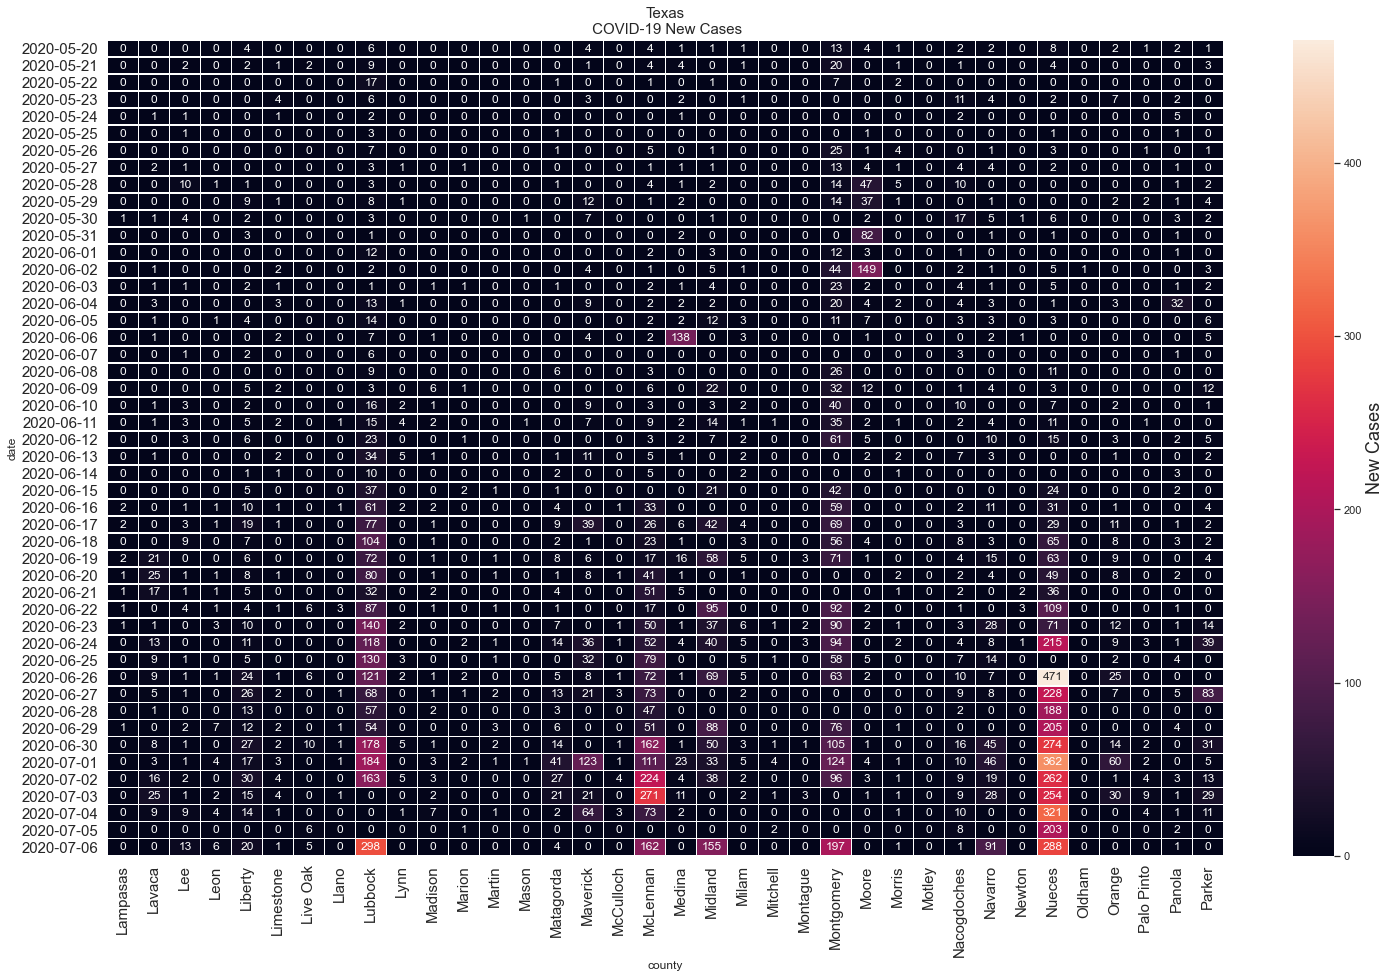 Texas
COVID-19 New Cases
2020-05-20 0 0 0 0 4 0 0 0 6 0 0 0 0 0 0 4 0 4 1 1 1 0 0 13 4 1 0 2 2 0 8 0 2 1 2 1
2020-05-21 0 0 2 0 2 1 2 0 9 0 0 0 0 0 0 1 0 4 4 0 1 0 0 20 0 1 0 1 0 0 4 0 0 0 0 3
2020-05-22 0 0 0 0 0 0 0 0 17 0 0 0 0 0 1 0 0 1 0 1 0 0 0 7 0 2 0 0 0 0 0 0 0 0 0 0
2020-05-23 0 0 0 0 0 4 0 0 6 0 0 0 0 0 0 3 0 0 2 0 1 0 0 0 0 0 0 11 4 0 2 0 7 0 2 0
2020-05-24 0 1 1 0 0 1 0 0 2 0 0 0 0 0 0 0 0 0 1 0 0 0 0 0 0 0 0 2 0 0 0 0 0 0 5 0
2020-05-25 0 0 1 0 0 0 0 0 3 0 0 0 0 0 1 0 0 0 0 0 0 0 0 0 1 0 0 0 0 0 1 0 0 0 1 0
2020-05-26 0 0 0 0 0 0 0 0 7 0 0 0 0 0 1 0 0 5 0 1 0 0 0 25 1 4 0 0 1 0 3 0 0 1 0 1
2020-05-27 0 2 1 0 0 0 0 0 3 1 0 1 0 0 0 0 0 1 1 1 0 0 0 13 4 1 0 4 4 0 2 0 0 0 1 0
2020-05-28 0 0 10 1 1 0 0 0 3 0 0 0 0 0 1 0 0 4 1 2 0 0 0 14 47 5 0 10 0 0 0 0 0 0 1 2
2020-05-29 0 0 0 0 9 1 0 0 8 1 0 0 0 0 0 12 0 1 2 0 0 0 0 14 37 1 0 0 1 0 0 0 2 2 1 4
2020-05-30 1 1 4 0 2 0 0 0 3 0 0 0 0 1 0 7 0 0 0 1 0 0 0 0 2 0 0 17 5 1 6 0 0 0 3 2
2020-05-31 0 0 0 0 3 0 0 0 1 0 0 0 0 0 0 0 0 0 2 0 0 0 0 0 82 0 0 0 1 0 1 0 0 0 1 0
2020-06-01 0 0 0 0 0 0 0 0 12 0 0 0 0 0 0 0 0 2 0 3 0 0 0 12 0 0 0 1 0 0 0 0 0 0 1 0
2020-06-02 0 1 0 0 0 2 0 0 2 0 0 0 0 0 0 4 0 1 0 5 1 0 0 44 149 0 0 2 1 0 5 1 0 0 0 3
2020-06-03 0 1 1 0 2 1 0 0 1 0 1 1 0 0 1 0 0 2 1 4 0 0 0 23 2 0 0 4 1 0 5 0 0 0 1 2
2020-06-04 0 3 0 0 0 3 0 0 13 1 0 0 0 0 0 9 0 2 2 2 0 0 0 20 4 2 0 4 3 0 1 0 3 0 32 0
2020-06-05 0 1 0 1 4 0 0 0 14 0 0 0 0 0 0 0 0 2 2 12 3 0 0 11 7 0 0 3 3 0 3 0 0 0 0 6
2020-06-06 0 1 0 0 0 2 0 0 7 0 1 0 0 0 0 4 0 2 138 0 3 0 0 0 1 0 0 0 2 1 0 0 0 0 0 5
2020-06-07 0 0 1 0 2 0 0 0 6 0 0 0 0 0 0 0 0 0 0 0 0 0 0 0 0 0 0 3 0 0 0 0 0 0 1 0
2020-06-08 0 0 0 0 0 0 0 0 9 0 0 0 0 0 6 0 0 3 0 0 0 0 0 26 0 0 0 0 0 0 11 0 0 0 0 0
2020-06-09 0 0 0 0 5 2 0 0 3 0 6 1 0 0 0 0 0 6 0 22 0 0 0 32 12 0 0 1 4 0 3 0 0 0 0 12
2020-06-10 0 1 3 0 2 0 0 0 16 2 1 0 0 0 0 9 0 3 0 3 2 0 0 40 0 0 0 10 0 0 7 0 2 0 0 1
2020-06-11 0 1 3 0 5 2 0 1 15 4 2 0 0 1 0 7 0 9 0 14 1 1 0 35 2 1 0 2 4 0 11 0 0 1 0 0
2020-06-12 0 0 3 0 6 0 0 0 23 0 0 1 0 0 0 0 0 3 2 7 2 0 0 61 5 0 0 0 10 0 15 0 3 0 2 5
2020-06-13 0 1 0 0 0 2 0 0 34 5 1 0 0 0 1 11 0 5 1 0 2 0 0 0 2 2 0 7 3 0 0 0 1 0 0 2
2020-06-14 0 0 0 0 1 1 0 0 10 0 0 0 0 0 2 0 0 5 0 0 2 0 0 0 0 1 0 0 0 0 0 0 0 0 3 0
2020-06-15 0 0 0 0 5 0 0 0 37 0 0 2 1 0 1 0 0 0 0 21 0 0 0 42 0 0 0 0 0 0 24 0 0 0 2 0
2020-06-16 2 0 1 1 10 1 0 1 61 2 2 0 0 0 4 0 1 33 0 0 0 0 0 59 0 0 0 2 11 0 31 0 1 0 0 4
2020-06-17 2 0 3 1 19 1 0 0 77 0 1 0 0 0 9 39 0 26 6 42 4 0 0 69 0 0 0 3 0 0 29 0 11 0 1 2
2020-06-18 0 0 9 0 7 0 0 0 104 0 1 0 0 0 2 1 0 23 1 0 3 0 0 56 4 0 0 8 3 0 65 0 8 0 3 2
2020-06-19 2 21 0 0 6 0 0 0 72 0 1 0 1 0 8 6 0 17 16 58 5 0 3 71 1 0 0 4 15 0 63 0 9 0 0 4
2020-06-20 1 25 1 1 8 1 0 0 80 0 1 0 1 0 1 8 1 41 1 0 1 0 0 0 0 2 0 2 4 0 49 0 8 0 2 0
2020-06-21 1 17 1 1 5 0 0 0 32 0 2 0 0 0 4 0 0 51 5 0 0 0 0 0 0 1 0 2 0 2 36 0 0 0 0 0
2020-06-22 1 0 4 1 4 1 6 3 87 0 1 0 1 0 1 0 0 17 0 95 0 0 0 92 2 0 0 1 0 3 109 0 0 0 1 0
2020-06-23 1 1 0 3 10 0 0 0 140 2 0 0 0 0 7 0 1 50 1 37 6 1 2 90 2 1 0 3 28 0 71 0 12 0 1 14
2020-06-24 0 13 0 0 11 0 0 0 118 0 0 2 1 0 14 36 1 52 4 40 5 0 3 94 0 2 0 4 8 1 215 0 9 3 1 39
2020-06-25 0 9 1 0 5 0 0 0 130 3 0 0 1 0 0 32 0 79 0 0 5 1 0 58 5 0 0 7 14 0 0 0 2 0 4 0
2020-06-26 0 9 1 1 24 1 6 0 121 2 1 2 0 0 5 8 1 72 1 69 5 0 0 63 2 0 0 10 7 0 471 0 25 0 0 0
2020-06-27 0 5 1 0 26 2 0 1 68 0 1 1 2 0 13 21 3 73 0 0 0 0 0 0 0 0 0 9 8 0 228 0 7 0 5 83
2020-06-28 0 1 0 0 13 0 0 0 57 0 2 0 0 0 3 0 0 47 0 0 0 0 0 0 0 0 0 2 0 0 188 0 0 0 0 0
2020-06-29 1 0 2 7 12 2 0 1 54 0 0 0 3 0 6 0 0 51 0 88 0 0 0 76 0 1 0 0 0 0 205 0 0 0 4 0
2020-06-30 0 8 1 0 27 2 10 1 178 5 1 0 2 0 14 0 1 162 1 50 3 1 1 105 1 0 0 16 45 0 274 0 14 2 0 31
2020-07-01 0 3 1 4 17 3 0 1 184 0 3 2 1 1 41 123 1 111 23 33 5 4 0 124 4 1 0 10 46 0 362 0 60 2 0 5
2020-07-02 0 16 2 0 30 4 0 0 163 5 3 0 0 0 27 0 4 224 4 38 2 0 0 96 3 1 0 9 19 0 262 0 1 4 3 13
2020-07-03 0 25 1 2 15 4 0 1 0 0 2 0 0 0 21 21 0 271 11 0 2 1 3 0 1 1 0 9 28 0 254 0 30 9 1 29
2020-07-04 0 9 9 4 14 1 0 0 0 1 7 0 1 0 2 64 3 73 2 0 0 0 0 0 0 0 0 10 0 0 321 0 0 4 1 11
2020-07-05 0 0 0 0 0 0 6 0 0 0 0 1 0 0 0 0 0 0 0 0 0 2 0 0 0 0 0 8 0 0 203 0 0 0 2 0
2020-07-06 0 0 13 6 20 1 5 0 298 0 0 0 0 0 4 0 0 162 0 155 0 0 0 197 0 1 0 1 91 0 288 0 0 0 1 0
date
Lampasas Lavaca Lee Leon Liberty Limestone Live Oak Llano Lubbock Lynn Madison Marion Martin Mason Matagorda Maverick McCulloch McLennan Medina Midland Milam Mitchell Montague Montgomery Moore Morris Motley Nacogdoches Navarro Newton Nueces Oldham Orange Palo Pinto Panola Parker
county
400
300
200
100
0
New Cases